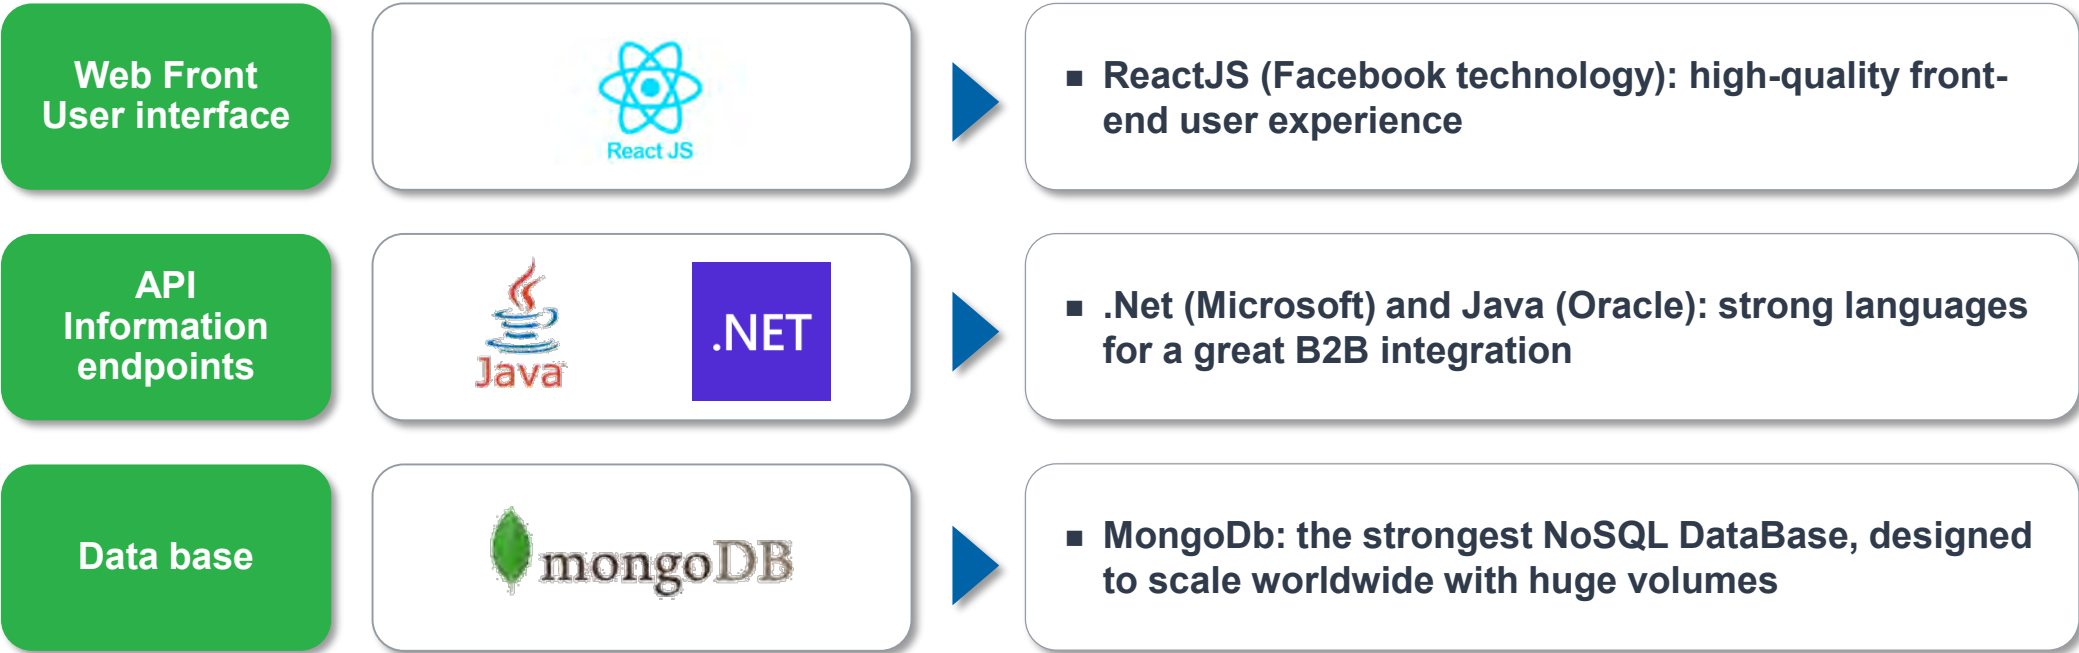 Web Front
User interface
React JS
■ ReactJS (Facebook technology): high-quality front-
end user experience
API
Information
endpoints
Java
.NET
■ .Net (Microsoft) and Java (Oracle): strong languages
for a great B2B integration
Data base
mongoDB
■ MongoDb: the strongest NoSQL DataBase, designed
to scale worldwide with huge volumes